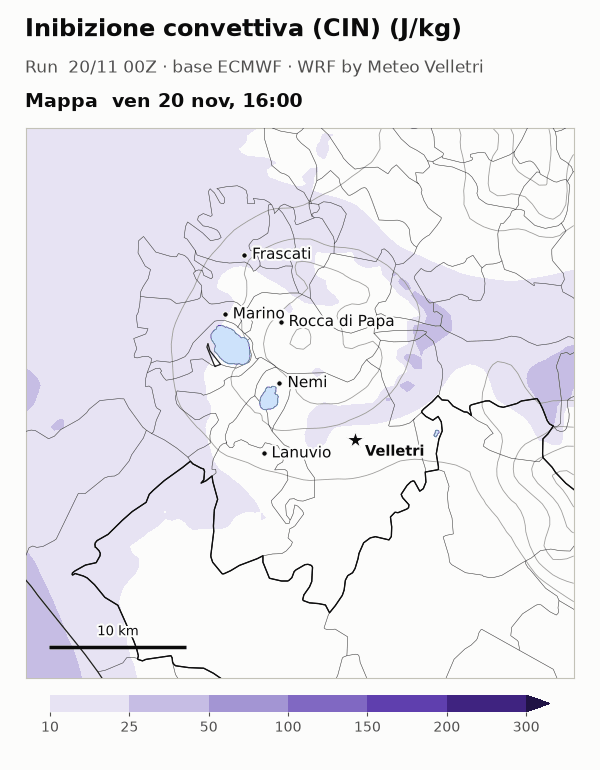 Inibizione convettiva (CIN) (J/kg)
Run  20/11 00Z · base ECMWF · WRF by Meteo Velletri
Mappa  ven 20 nov, 16:00
Frascati
Marino
Rocca di Papa
Nemi
Velletri
Lanuvio
10 km
10 25 50 100 150 200 300